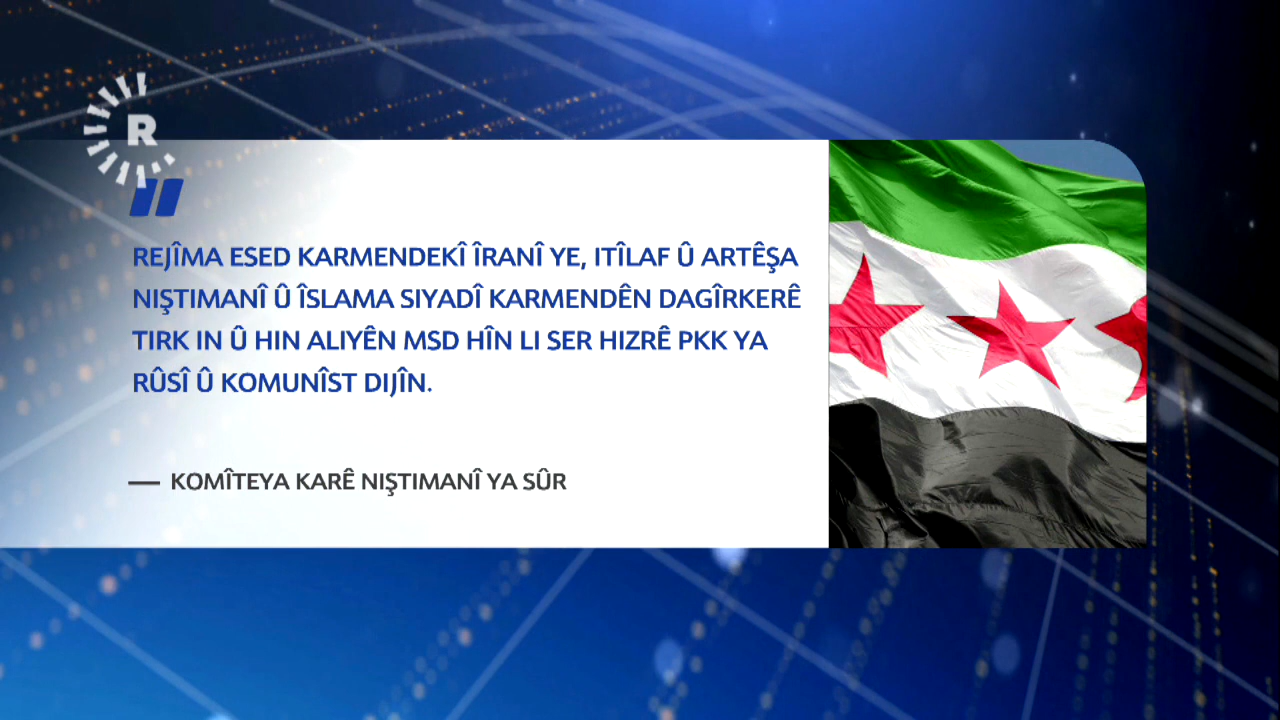 R
REJÎMA ESED KARMENDEKÎ ÎRANÎ YE, ITÎLAF Û ARTÊŞA
NIŞTIMANÎ Û ÎSLAMA SIYADÎ KARMENDÊN DAGÎRKERÊ
TIRK IN Û HIN ALIYÊN MSD HÎN LI SER HIZRÊ PKK YA
RÛSÎ Û KOMUNÎST DIJÎN.
— KOMÎTEYA KARÊ NIŞTIMANÎ YA SÛR